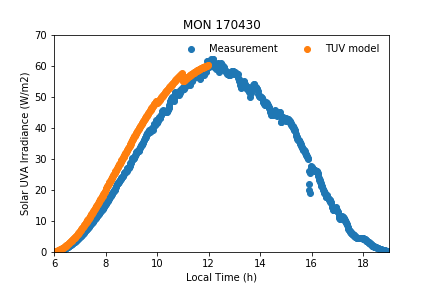 MON 170430
Measurement TUV model
Solar UVA Irradiance (W/m2)
70
60
50
40
30
20
10
0
6 8 10 12 14 16 18
Local Time (h)